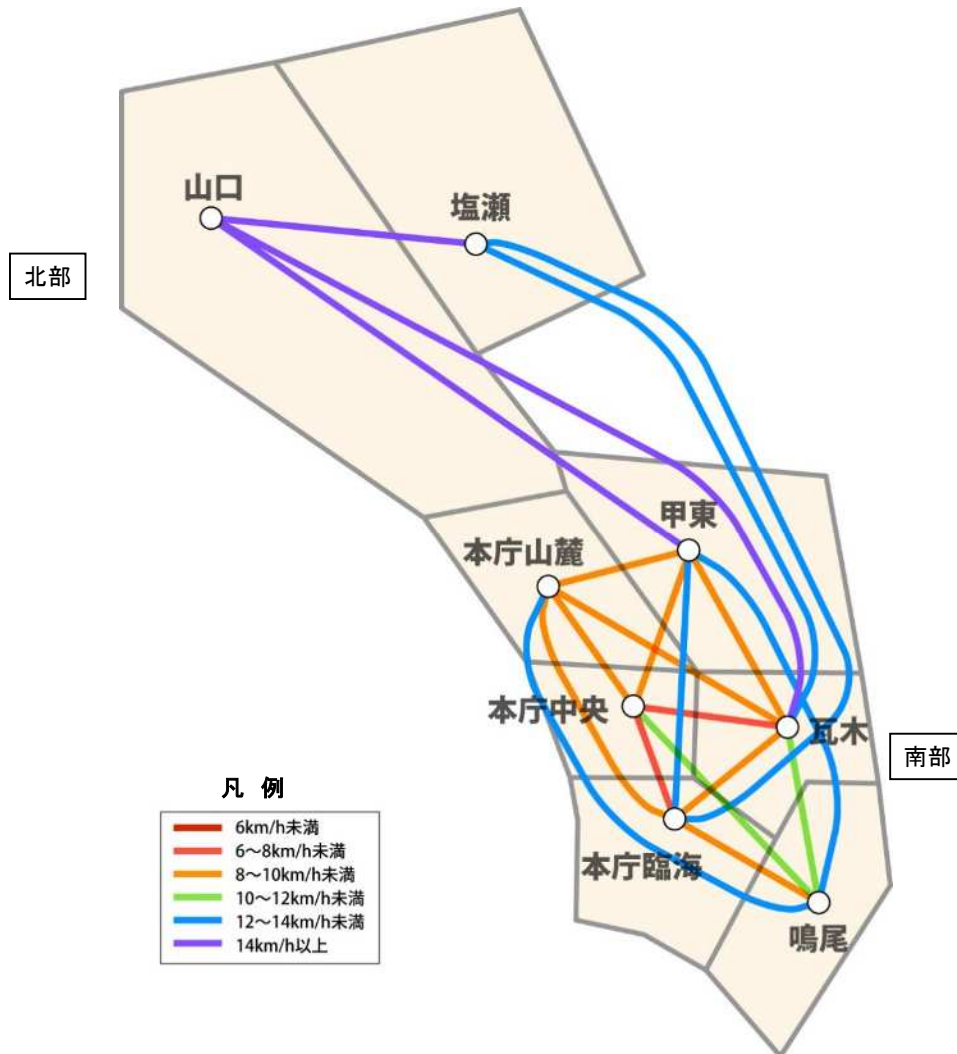 山口
塩瀬
北部
甲東
本庁山麓
本庁中央
瓦木
南部
本庁臨海
鳴尾
凡 例
6km/h未満
6～8km/h未満
8～10km/h未満
10～12km/h未満
12～14km/h未満
14km/h以上